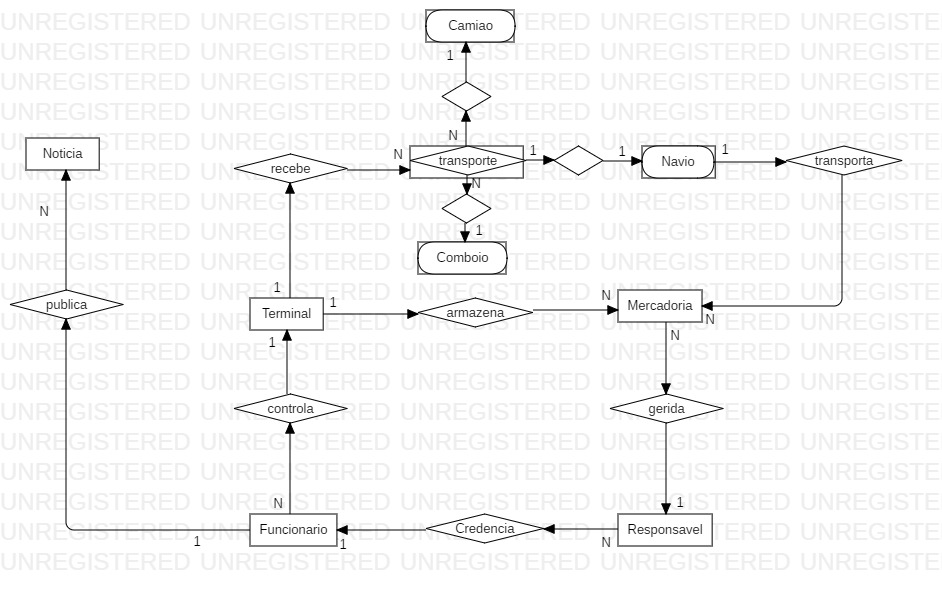 Camiao
1
N
Noticia
recebe
N
transporte
1
1
Navio
1
transporta
N
N
1
Comboio
publica
1
Terminal
1
armazena
N
Mercadoria
N
1
N
controla
gerida
N
1
Funcionario
1
1
Credencia
N
Responsavel
UNREGISTERED